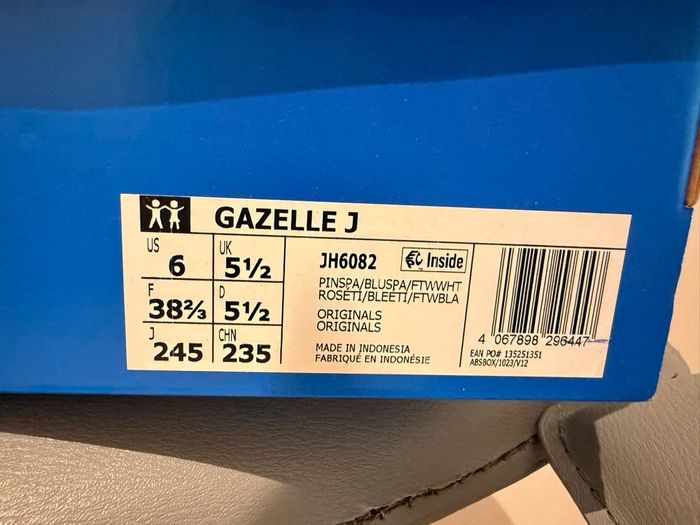 GAZELLE J
US
6
UK
5½
F
38⅔
D
5½
J
245
CHN
235
JH6082
Inside
PINSPA/BLUSPA/FTWWHT
ROSÉTI/BLEETI/FTWBLA
ORIGINALS
ORIGINALS
MADE IN INDONESIA
FABRIQUÉ EN INDONÉSIE
4 067898 296447
EAN PO# 135251351
ABSBOX/1023/V12